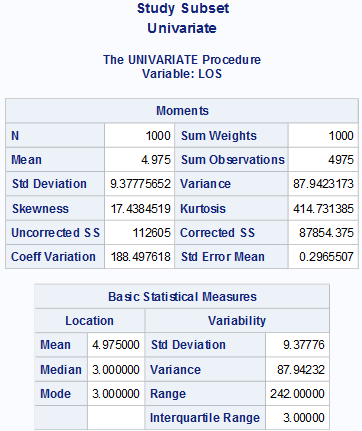 Study Subset
Univariate
The UNIVARIATE Procedure
Variable: LOS
Moments
N 1000 Sum Weights 1000
Mean 4.975 Sum Observations 4975
Std Deviation 9.37775652 Variance 87.9423173
Skewness 17.4384519 Kurtosis 414.731385
Uncorrected SS 112605 Corrected SS 87854.375
Coeff Variation 188.497618 Std Error Mean 0.2965507
Basic Statistical Measures
Location Variability
Mean 4.975000 Std Deviation 9.37776
Median 3.000000 Variance 87.94232
Mode 3.000000 Range 242.00000
Interquartile Range 3.00000